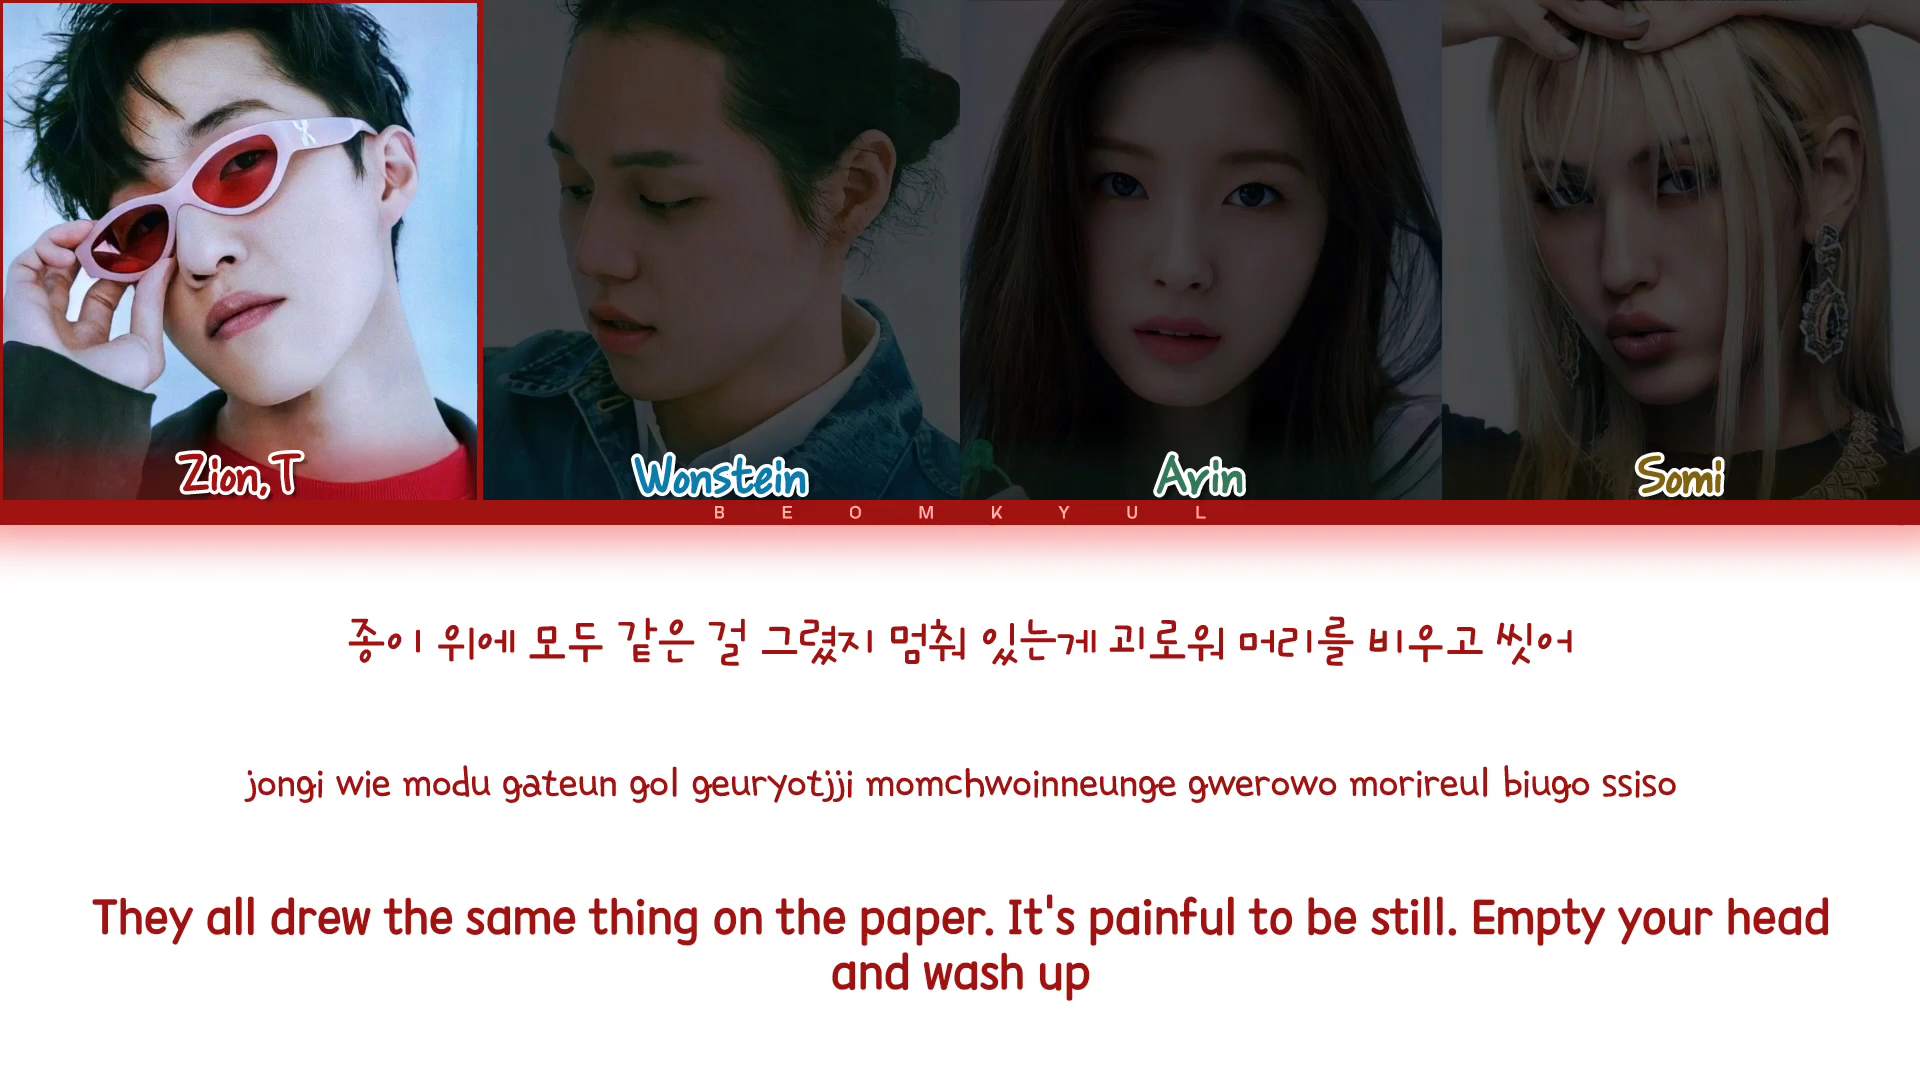 Zion.T
Wonstein
Arin
Somi
BEOMKYUL
종이 위에 모두 같은 걸 그렸지 멈춰 있는게 괴로워 머리를 비우고 씻어
jongi wie modu gateun gol geuryotjji momchwoinneunge gwerowo morireul biugo ssiso
They all drew the same thing on the paper. It's painful to be still. Empty your head
and wash up